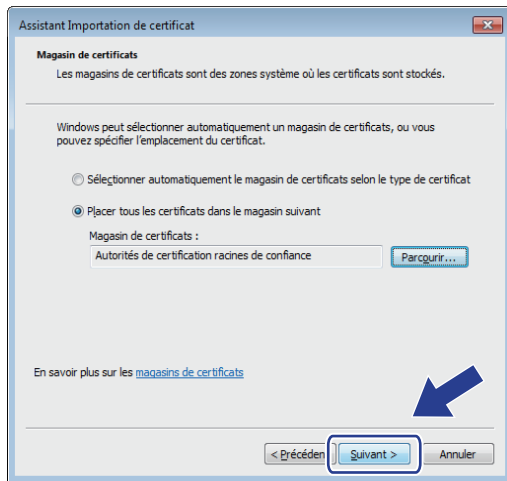 Assistant Importation de certificat
Magasin de certificats
Les magasins de certificats sont des zones système où les certificats sont stockés.
Windows peut sélectionner automatiquement un magasin de certificats, ou vous
pouvez spécifier l'emplacement du certificat.
Sélectionner automatiquement le magasin de certificats selon le type de certificat
Placer tous les certificats dans le magasin suivant
Magasin de certificats :
Autorités de certification racines de confiance
Parcourir...
En savoir plus sur les magasins de certificats
< Précéden Suivant > Annuler